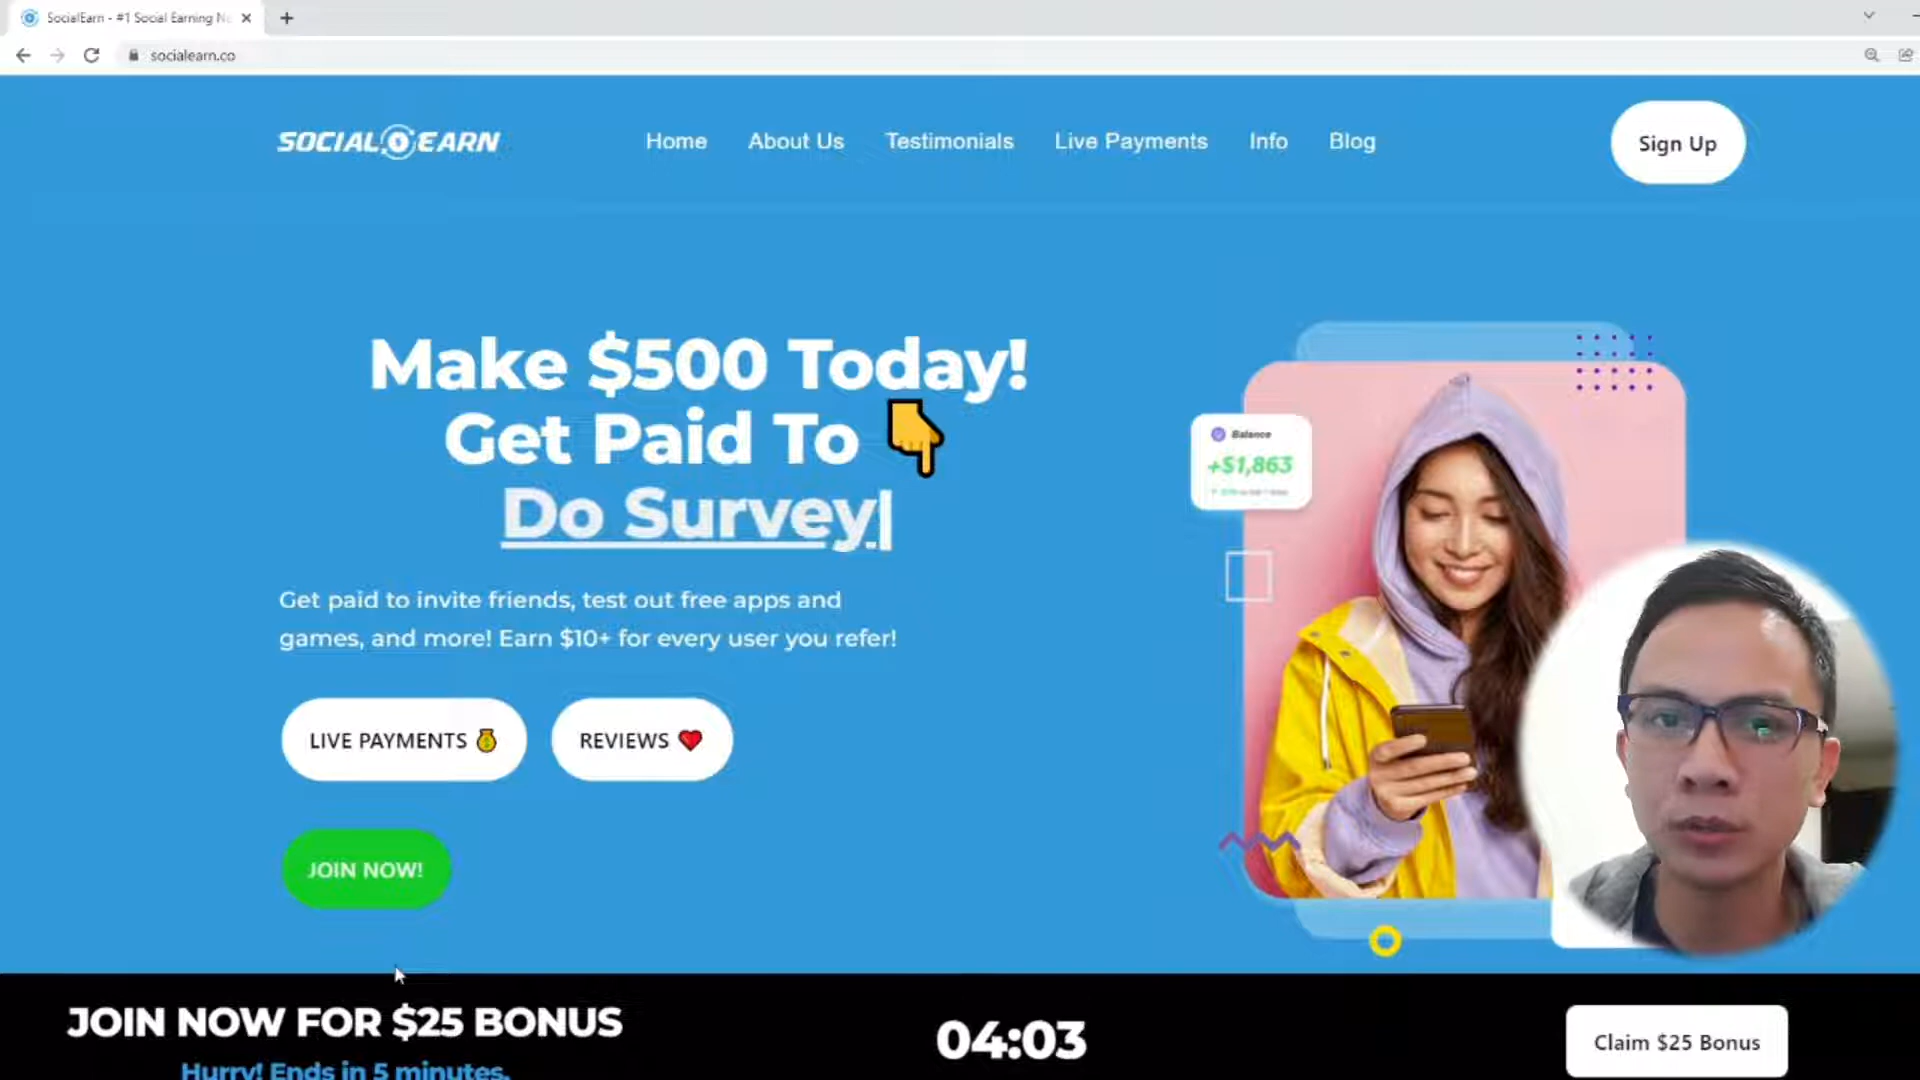 SocialEarn - #1 Social Earning N
socialearn.co
SOCIAL EARN
Home
About Us
Testimonials
Live Payments
Info
Blog
Sign Up
Make $500 Today!
Get Paid To 👇
Do Survey|
Balance
+$1,863
Get paid to invite friends, test out free apps and
games, and more! Earn $10+ for every user you refer!
LIVE PAYMENTS 💰
REVIEWS ❤️
JOIN NOW!
JOIN NOW FOR $25 BONUS
Hurry! Ends in 5 minutes.
04:03
Claim $25 Bonus